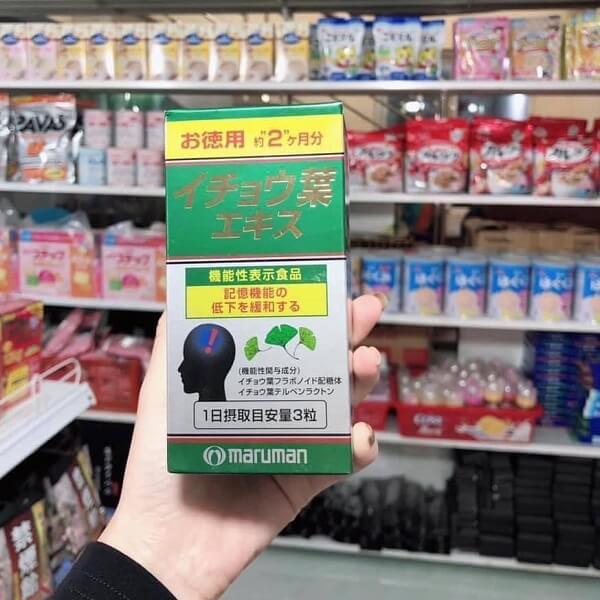 お徳用 約"2"ヶ月分
イチョウ葉
エキス
機能性表示食品
記憶機能の
低下を緩和する
!
(機能性関与成分)
イチョウ葉フラボノイド配糖体
イチョウ葉テルペンラクトン
1日摂取目安量3粒
maruman